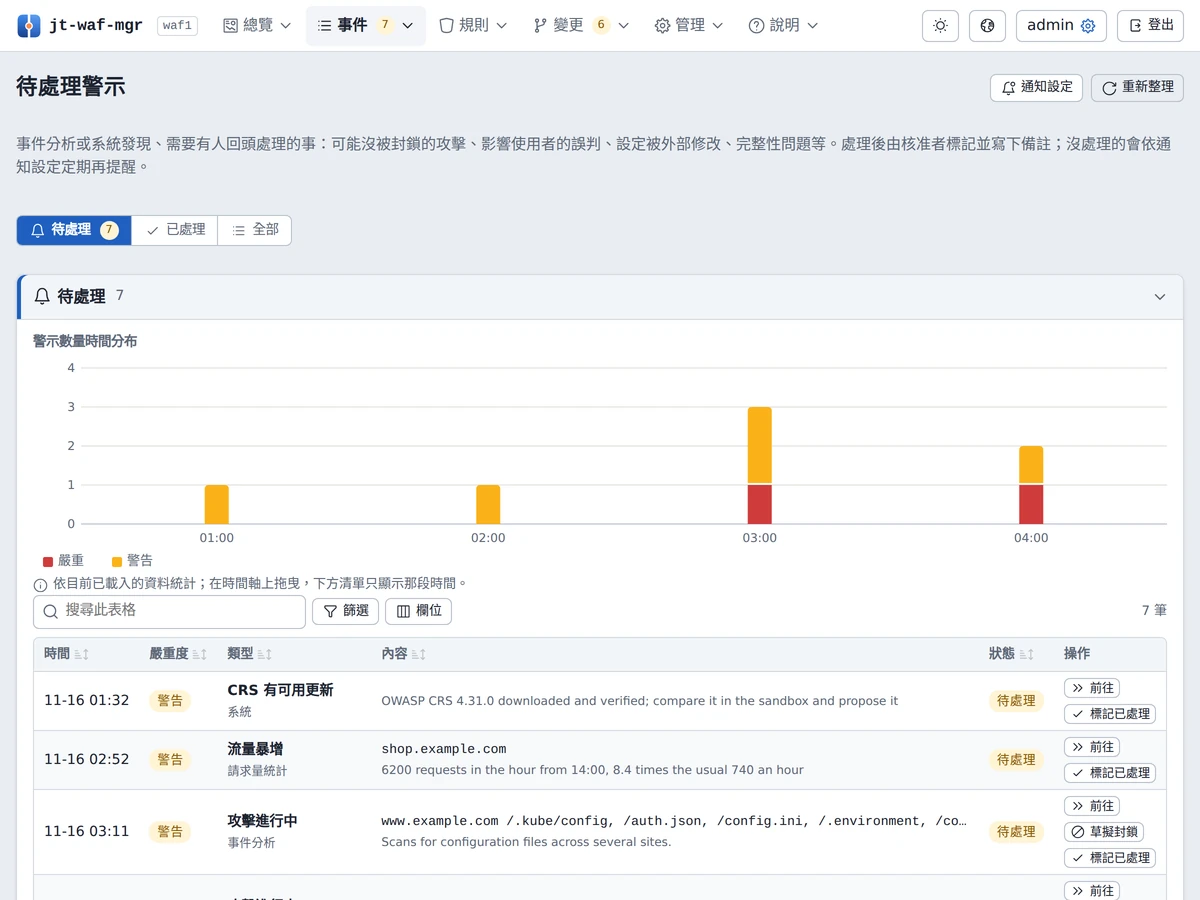 jt-waf-mgr waf1 總覽 事件 7 規則 變更 6 管理 說明 admin 登出
待處理警示 通知設定 重新整理
事件分析或系統發現、需要有人回頭處理的事：可能沒被封鎖的攻擊、影響使用者的誤判、設定被外部修改、完整性問題等。處理後由核准者標記並寫下備註；沒處理的會依通
知設定定期再提醒。
待處理 7 已處理 全部
待處理 7
警示數量時間分布
4
3
2
1
0
01:00 02:00 03:00 04:00
嚴重 警告
依目前已載入的資料統計；在時間軸上拖曳，下方清單只顯示那段時間。
搜尋此表格 篩選 欄位 7 筆
時間 嚴重度 類型 內容 狀態 操作
11-16 01:32 警告 CRS 有可用更新 系統 OWASP CRS 4.31.0 downloaded and verified; compare it in the sandbox and propose it 待處理 前往 標記已處理
11-16 02:52 警告 流量暴增 請求量統計 shop.example.com 6200 requests in the hour from 14:00, 8.4 times the usual 740 an hour 待處理 前往 標記已處理
11-16 03:11 警告 攻擊進行中 事件分析 www.example.com /.kube/config, /auth.json, /config.ini, /.environment, /co… Scans for configuration files across several sites. 待處理 前往 草擬封鎖 標記已處理
前往